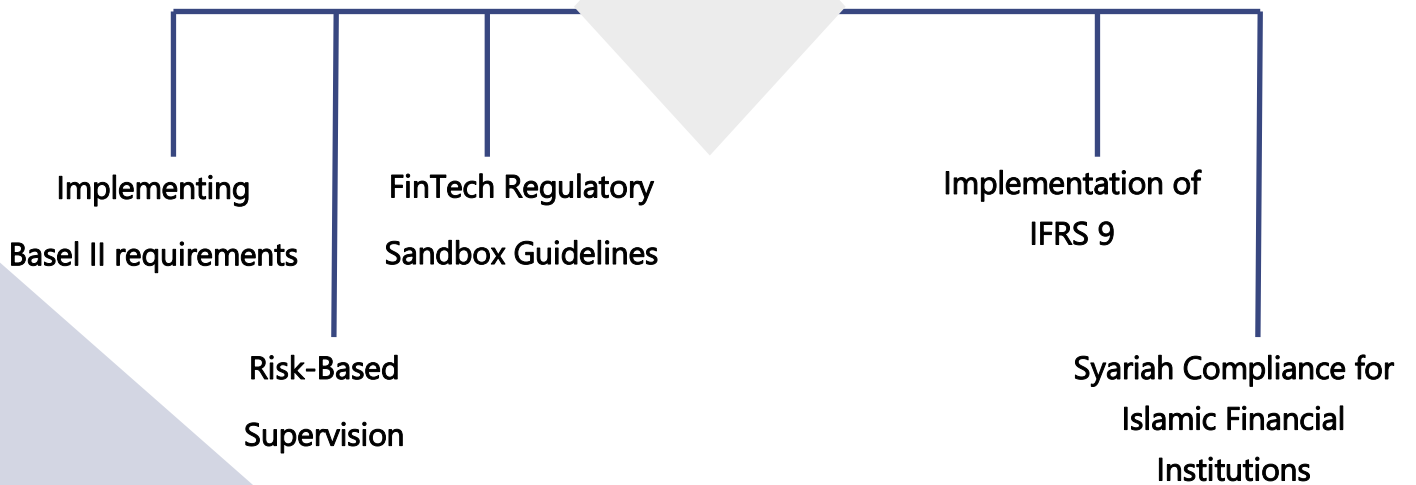 Implementing
Basel II requirements
FinTech Regulatory
Sandbox Guidelines
Implementation of
IFRS 9
Risk-Based
Supervision
Syariah Compliance for
Islamic Financial
Institutions